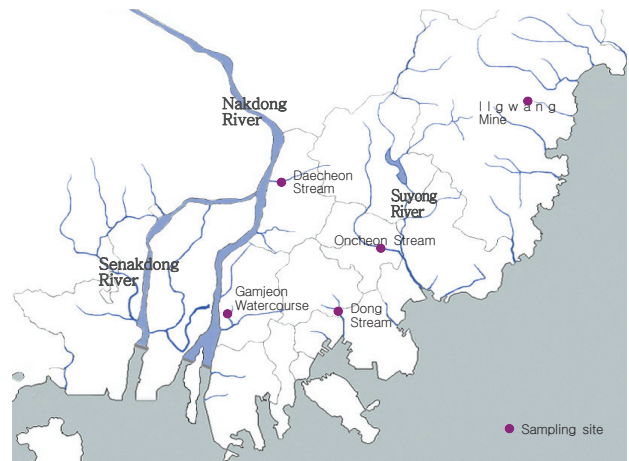 Nakdong
River
Ilgwang
Mine
Daecheon
Stream
Suyong
River
Oncheon Stream
Senakdong
River
Gamjeon
Watercourse
Dong
Stream
Sampling site